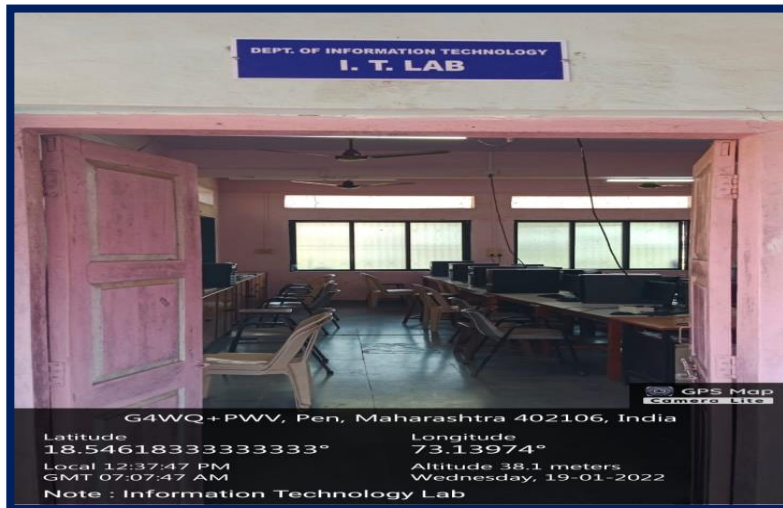 DEPT. OF INFORMATION TECHNOLOGY
I. T. LAB
GPS Map
Camera Lite
G4WQ+PWV, Pen, Maharashtra 402106, India
Latitude
18.546183333333333°
Longitude
73.13974°
Local 12:37:47 PM
GMT 07:07:47 AM
Altitude 38.1 meters
Wednesday, 19-01-2022
Note : Information Technology Lab